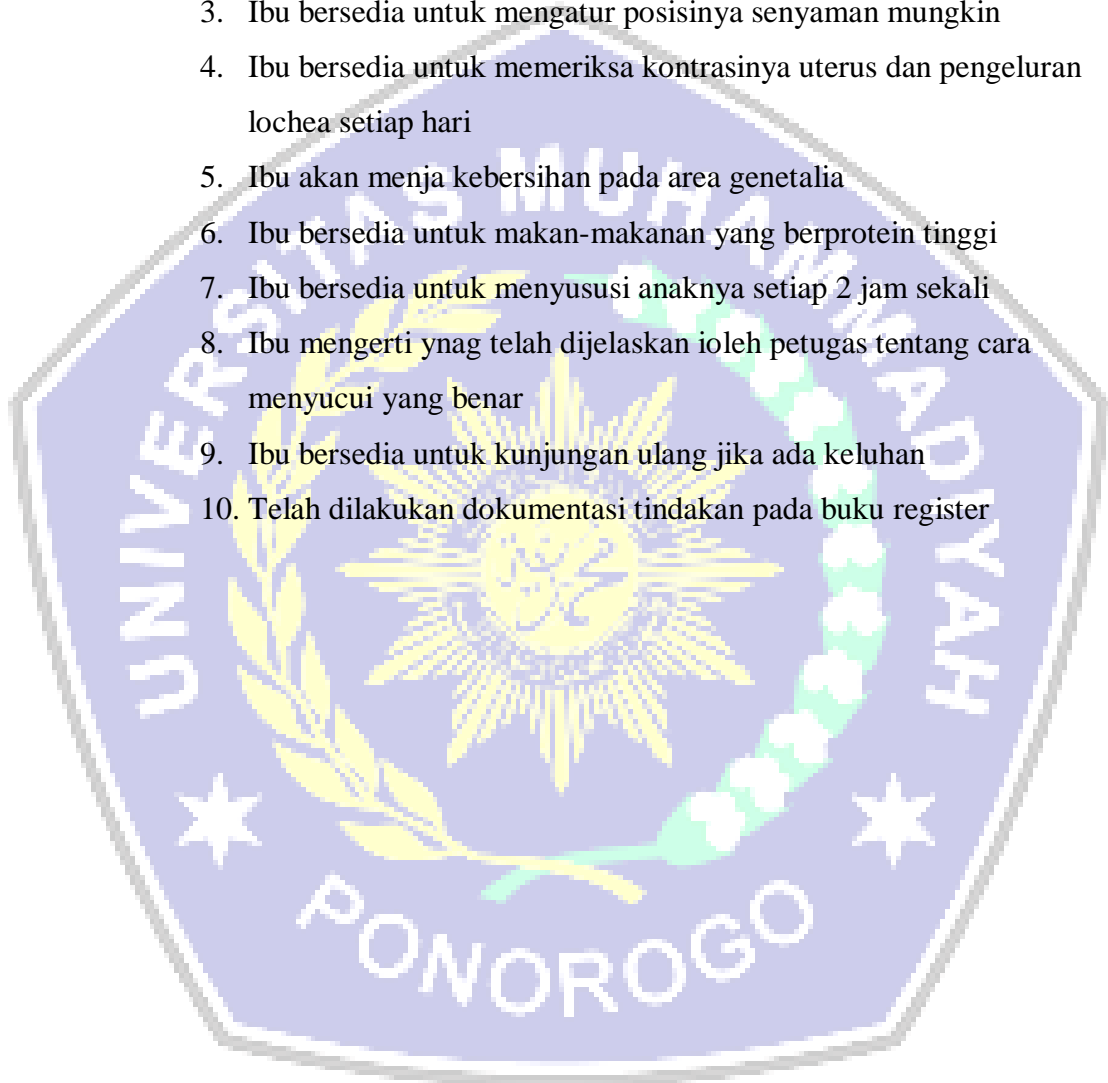 3. Ibu bersedia untuk mengatur posisinya senyaman mungkin
4. Ibu bersedia untuk memeriksa kontrasinya uterus dan pengeluran
lochea setiap hari
5. Ibu akan menja kebersihan pada area genetalia
6. Ibu bersedia untuk makan-makanan yang berprotein tinggi
7. Ibu bersedia untuk menyususi anaknya setiap 2 jam sekali
8. Ibu mengerti ynag telah dijelaskan ioleh petugas tentang cara
menyucui yang benar
9. Ibu bersedia untuk kunjungan ulang jika ada keluhan
10. Telah dilakukan dokumentasi tindakan pada buku register
UNIVERSITAS MUHAMMADIYAH
PONOROGO